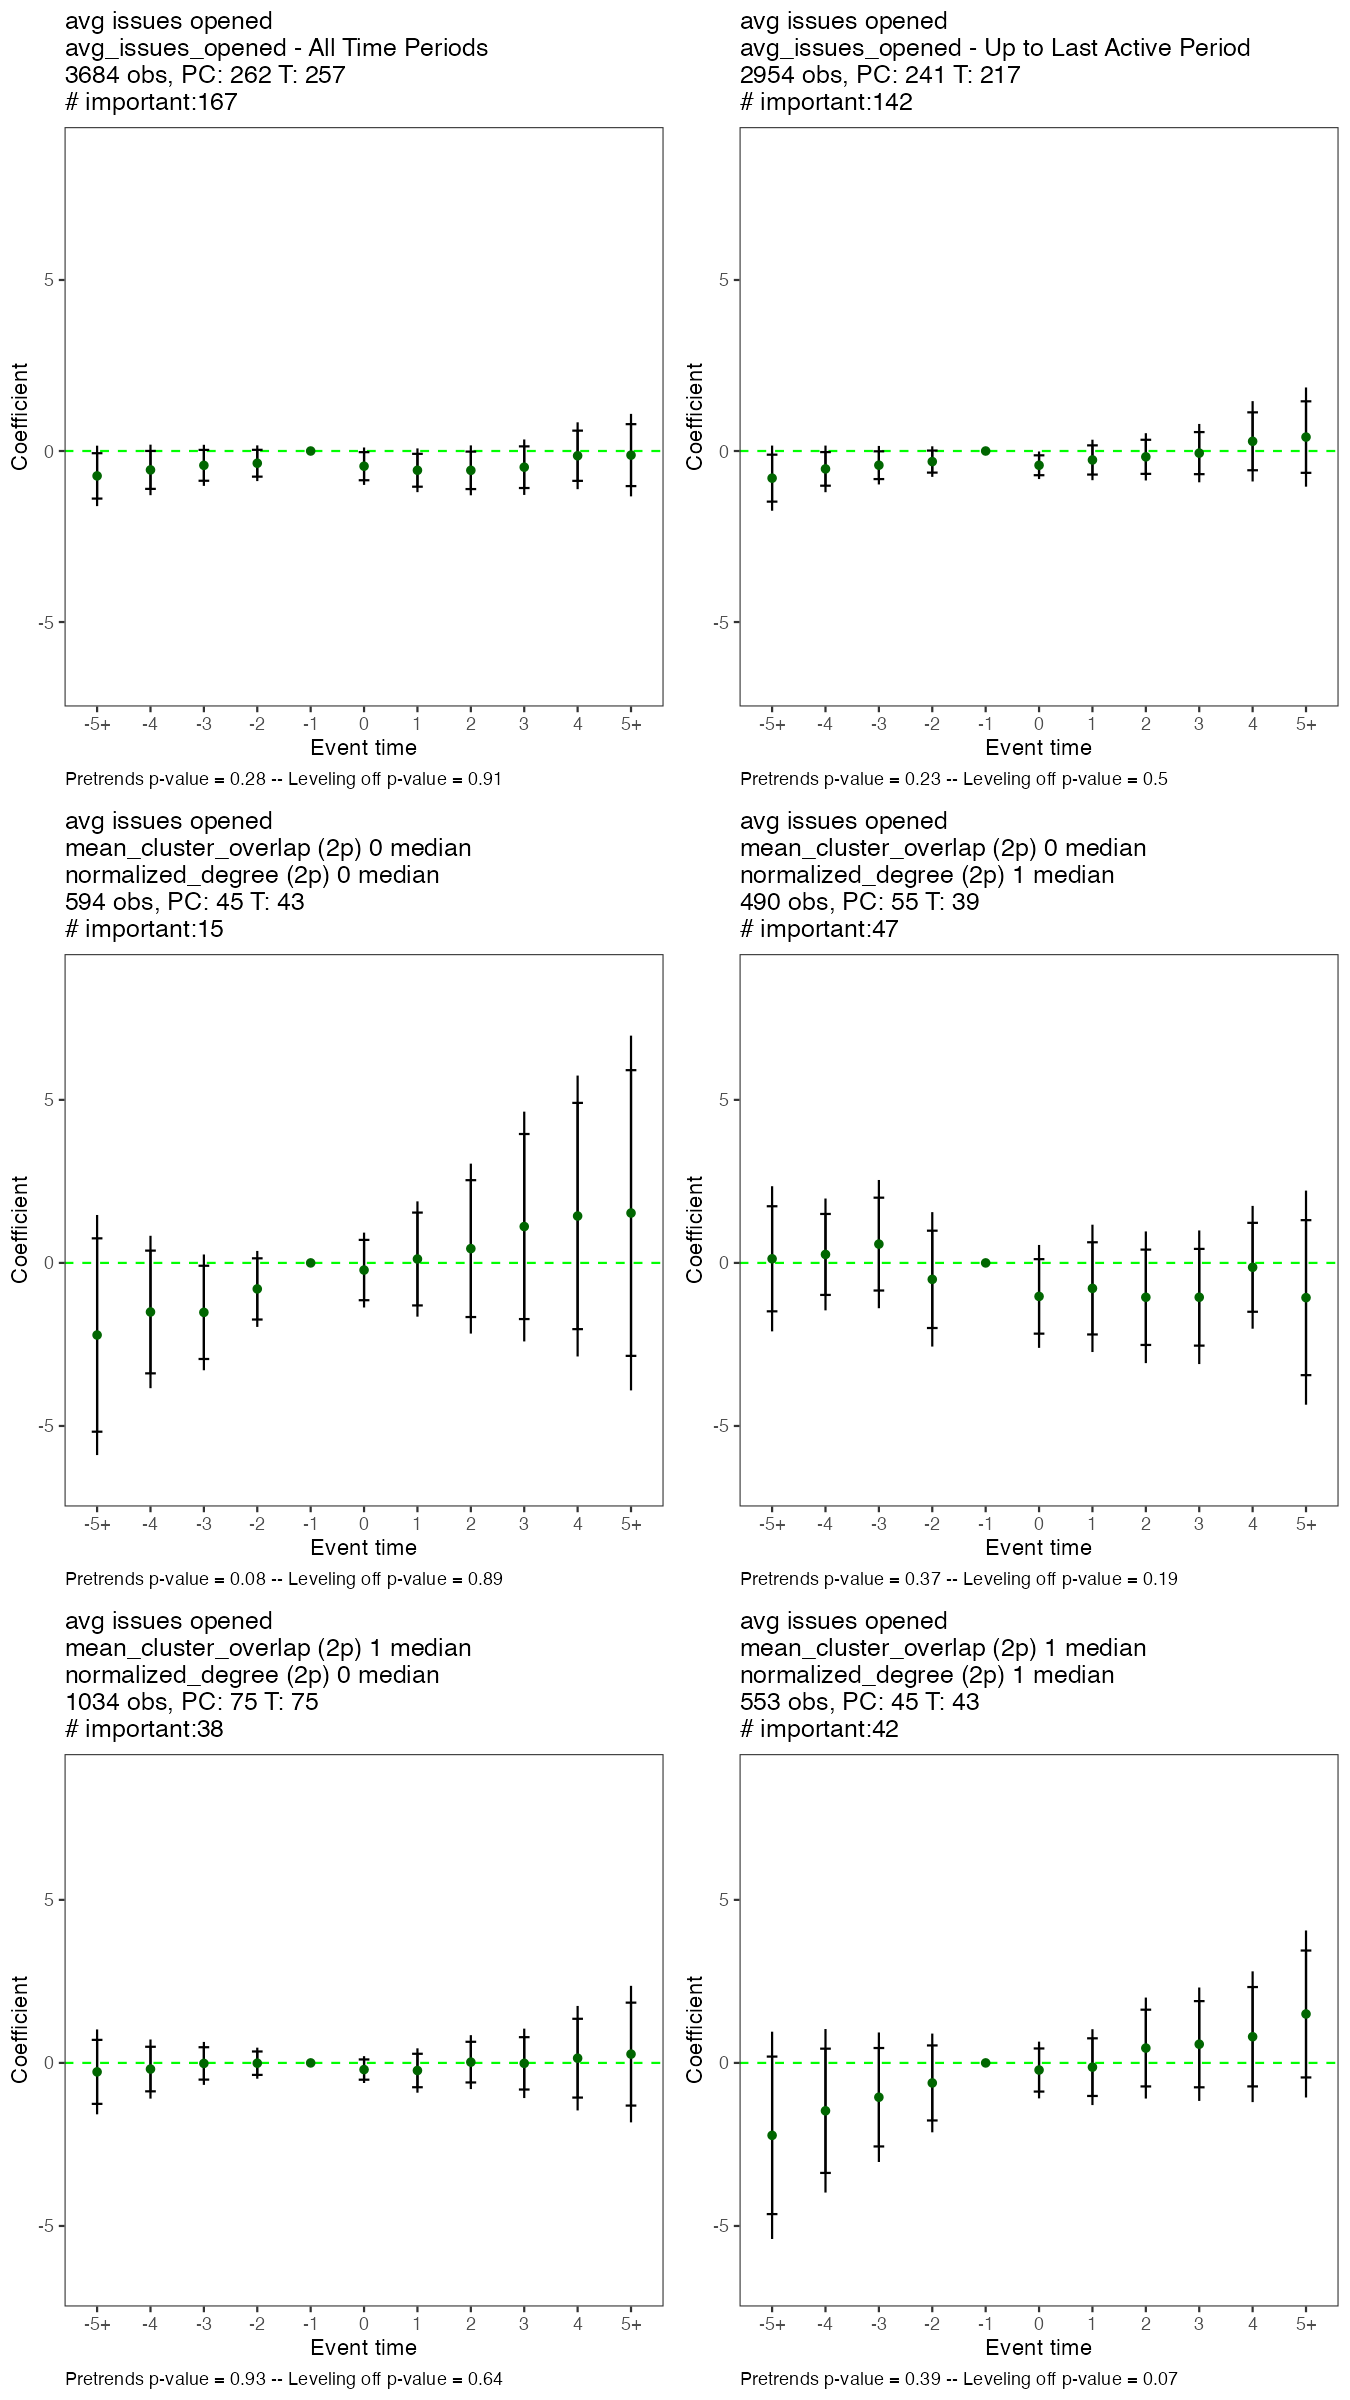 avg issues opened
avg_issues_opened - All Time Periods
3684 obs, PC: 262 T: 257
# important:167
Coefficient
5
0
-5
-5+ -4 -3 -2 -1 0 1 2 3 4 5+
Event time
Pretrends p-value = 0.28 -- Leveling off p-value = 0.91
avg issues opened
avg_issues_opened - Up to Last Active Period
2954 obs, PC: 241 T: 217
# important:142
Coefficient
5
0
-5
-5+ -4 -3 -2 -1 0 1 2 3 4 5+
Event time
Pretrends p-value = 0.23 -- Leveling off p-value = 0.5
avg issues opened
mean_cluster_overlap (2p) 0 median
normalized_degree (2p) 0 median
594 obs, PC: 45 T: 43
# important:15
Coefficient
5
0
-5
-5+ -4 -3 -2 -1 0 1 2 3 4 5+
Event time
Pretrends p-value = 0.08 -- Leveling off p-value = 0.89
avg issues opened
mean_cluster_overlap (2p) 0 median
normalized_degree (2p) 1 median
490 obs, PC: 55 T: 39
# important:47
Coefficient
5
0
-5
-5+ -4 -3 -2 -1 0 1 2 3 4 5+
Event time
Pretrends p-value = 0.37 -- Leveling off p-value = 0.19
avg issues opened
mean_cluster_overlap (2p) 1 median
normalized_degree (2p) 0 median
1034 obs, PC: 75 T: 75
# important:38
Coefficient
5
0
-5
-5+ -4 -3 -2 -1 0 1 2 3 4 5+
Event time
Pretrends p-value = 0.93 -- Leveling off p-value = 0.64
avg issues opened
mean_cluster_overlap (2p) 1 median
normalized_degree (2p) 1 median
553 obs, PC: 45 T: 43
# important:42
Coefficient
5
0
-5
-5+ -4 -3 -2 -1 0 1 2 3 4 5+
Event time
Pretrends p-value = 0.39 -- Leveling off p-value = 0.07